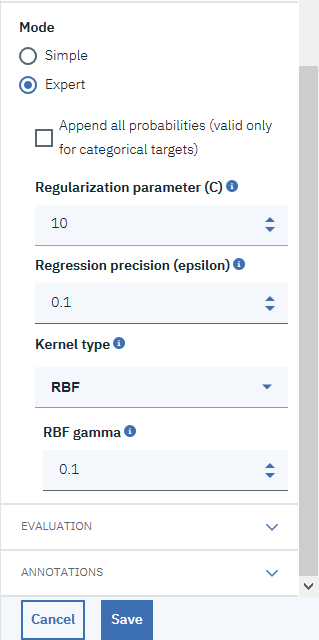 Mode
Simple
Expert
Append all probabilities (valid only
for categorical targets)
Regularization parameter (C)
10
Regression precision (epsilon)
0.1
Kernel type
RBF
RBF gamma
0.1
EVALUATION
ANNOTATIONS
Cancel Save